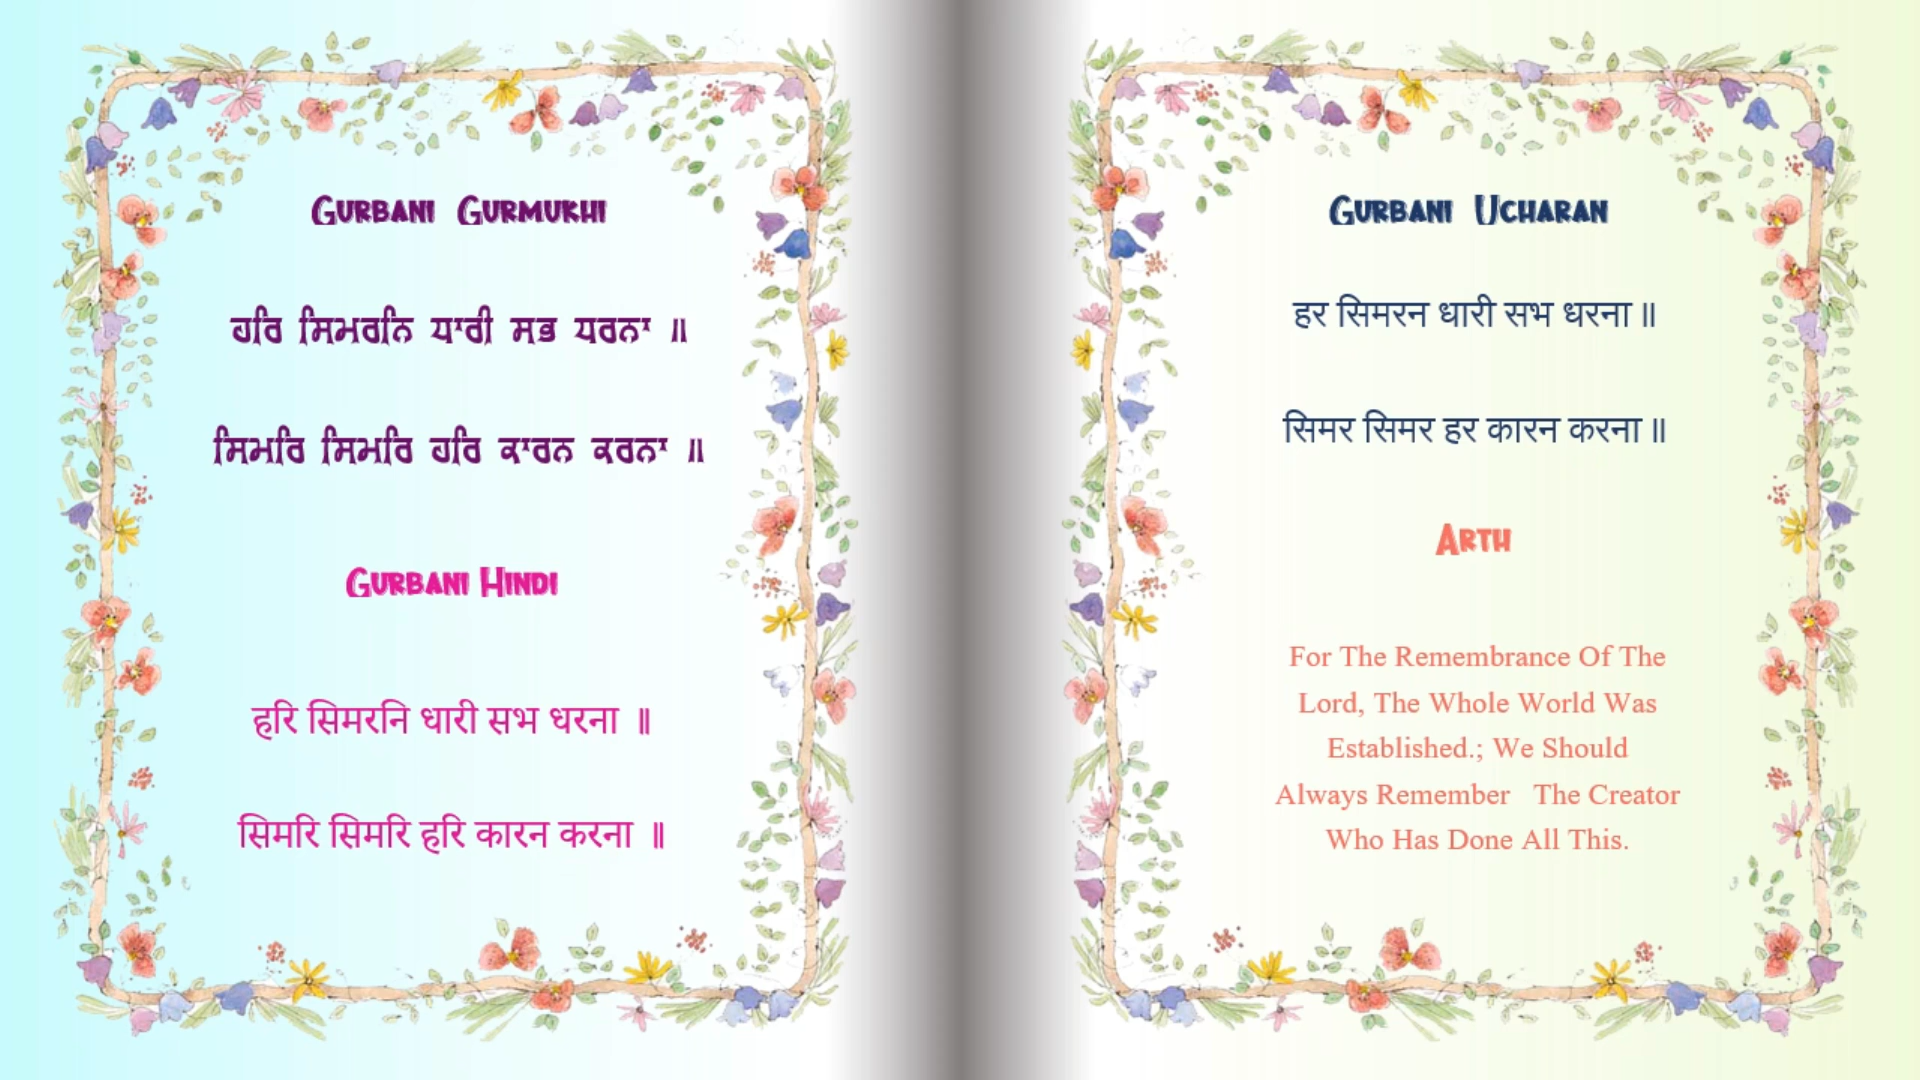 Gurbani Gurmukhi
ਹਰਿ ਸਿਮਰਨਿ ਧਾਰੀ ਸਭ ਧਰਨਾ ॥
ਸਿਮਰਿ ਸਿਮਰਿ ਹਰਿ ਕਾਰਨ ਕਰਨਾ ॥
Gurbani Hindi
हरि सिमरनि धारी सभ धरना ॥
सिमरि सिमरि हरि कारन करना ॥
Gurbani Ucharan
हर सिमरन धारी सभ धरना ॥
सिमर सिमर हर कारन करना ॥
Arth
For The Remembrance Of The
Lord, The Whole World Was
Established.; We Should
Always Remember The Creator
Who Has Done All This.